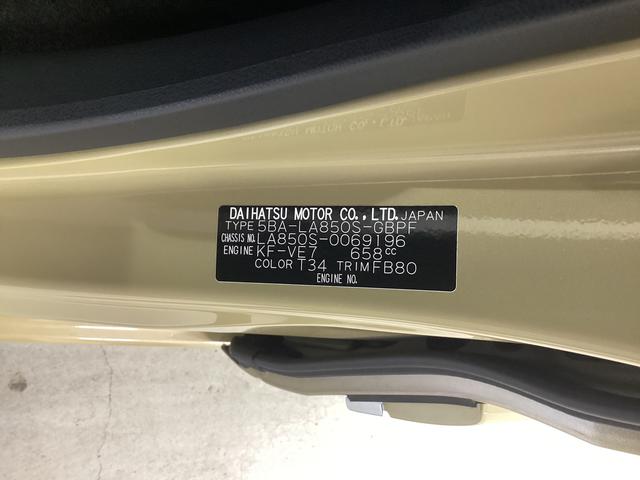 DAIHATSU MOTOR CO., LTD. JAPAN
TYPE 5BA-LA850S-GBPF
CHASSIS NO. LA850S-0069196
ENGINE KF-VE7 658CC
COLOR T34 TRIM FB80
ENGINE NO.